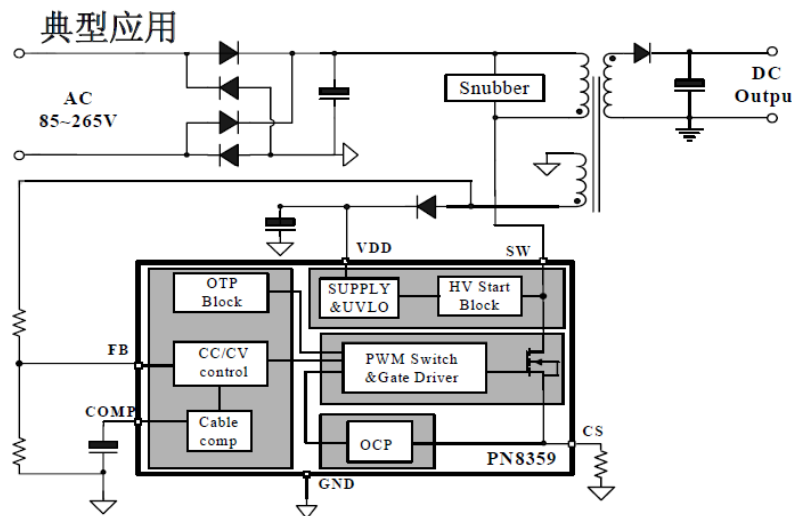 典型应用
AC
85~265V
Snubber
DC
Outpu
VDD
SW
OTP
Block
SUPPLY
&UVLO
HV Start
Block
FB
CC/CV
control
PWM Switch
&Gate Driver
COMP
Cable
comp
OCP
CS
PN8359
GND